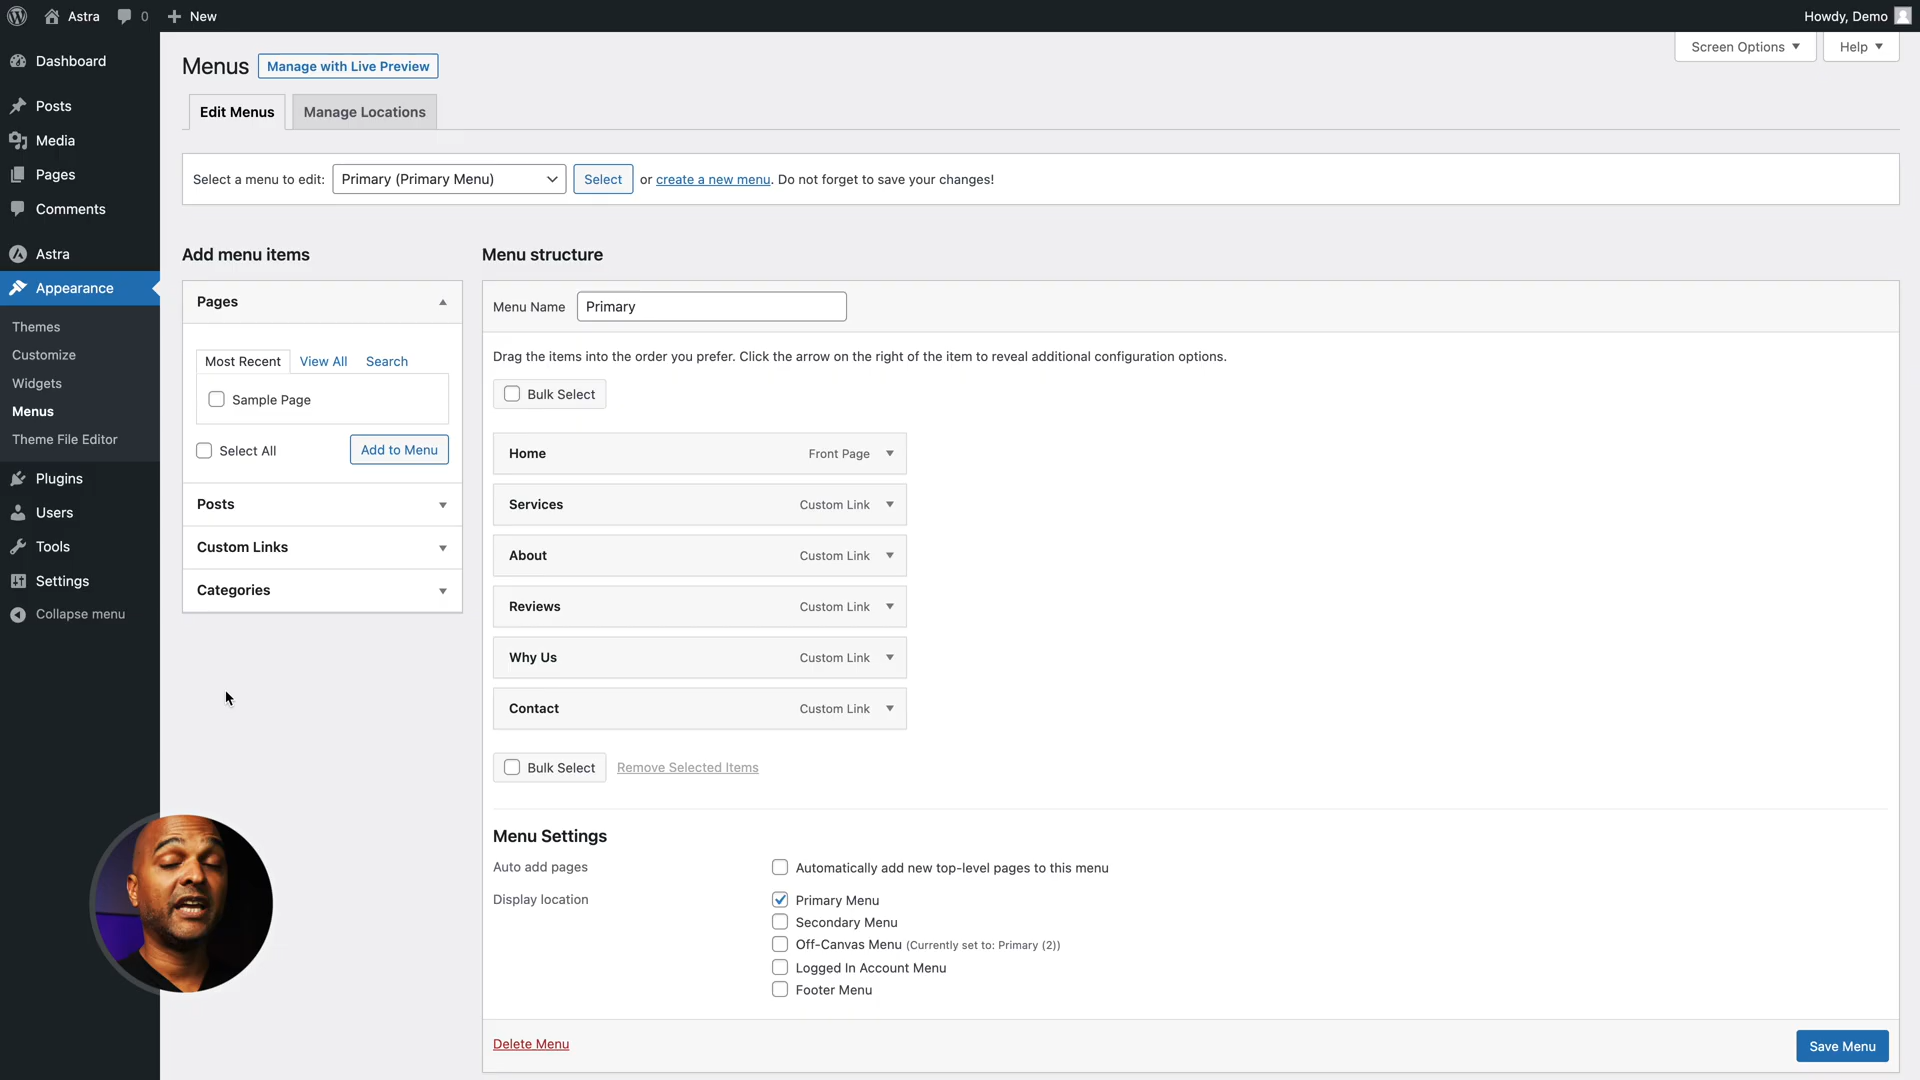 Astra
0
New
Howdy, Demo
Dashboard
Posts
Media
Pages
Comments
Astra
Appearance
Themes
Customize
Widgets
Menus
Theme File Editor
Plugins
Users
Tools
Settings
Collapse menu
Screen Options
Help
Menus
Manage with Live Preview
Edit Menus
Manage Locations
Select a menu to edit: Primary (Primary Menu) Select or create a new menu. Do not forget to save your changes!
Add menu items
Pages
Most Recent View All Search
Sample Page
Select All
Add to Menu
Posts
Custom Links
Categories
Menu structure
Menu Name Primary
Drag the items into the order you prefer. Click the arrow on the right of the item to reveal additional configuration options.
Bulk Select
Home Front Page
Services Custom Link
About Custom Link
Reviews Custom Link
Why Us Custom Link
Contact Custom Link
Bulk Select Remove Selected Items
Menu Settings
Auto add pages Automatically add new top-level pages to this menu
Display location Primary Menu
Secondary Menu
Off-Canvas Menu (Currently set to: Primary (2))
Logged In Account Menu
Footer Menu
Delete Menu
Save Menu